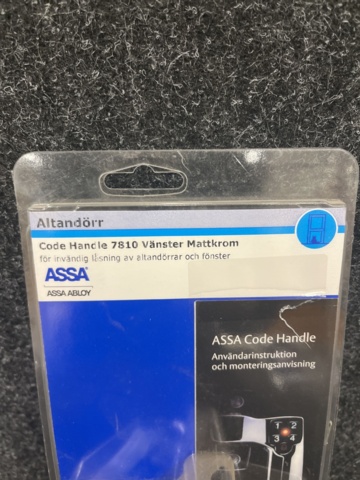 Altandörr
Code Handle 7810 Vänster Mattkrom
för invändig låsning av altandörrar och fönster
ASSA
ASSA ABLOY
ASSA Code Handle
Användarinstruktion
och monteringsanvisning
1 2
3 4